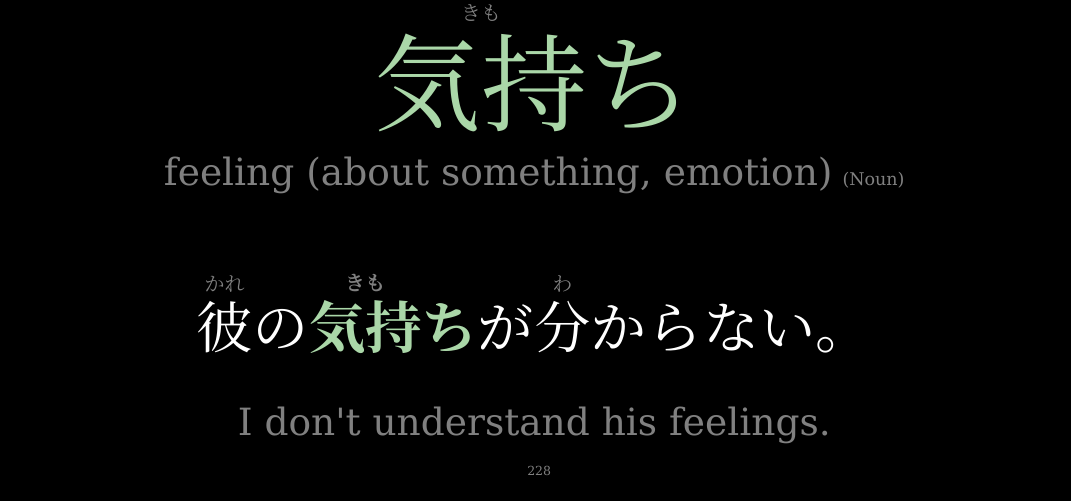 きも
気持ち
feeling (about something, emotion) (Noun)
かれ きも わ
彼の気持ちが分からない。
I don't understand his feelings.
228